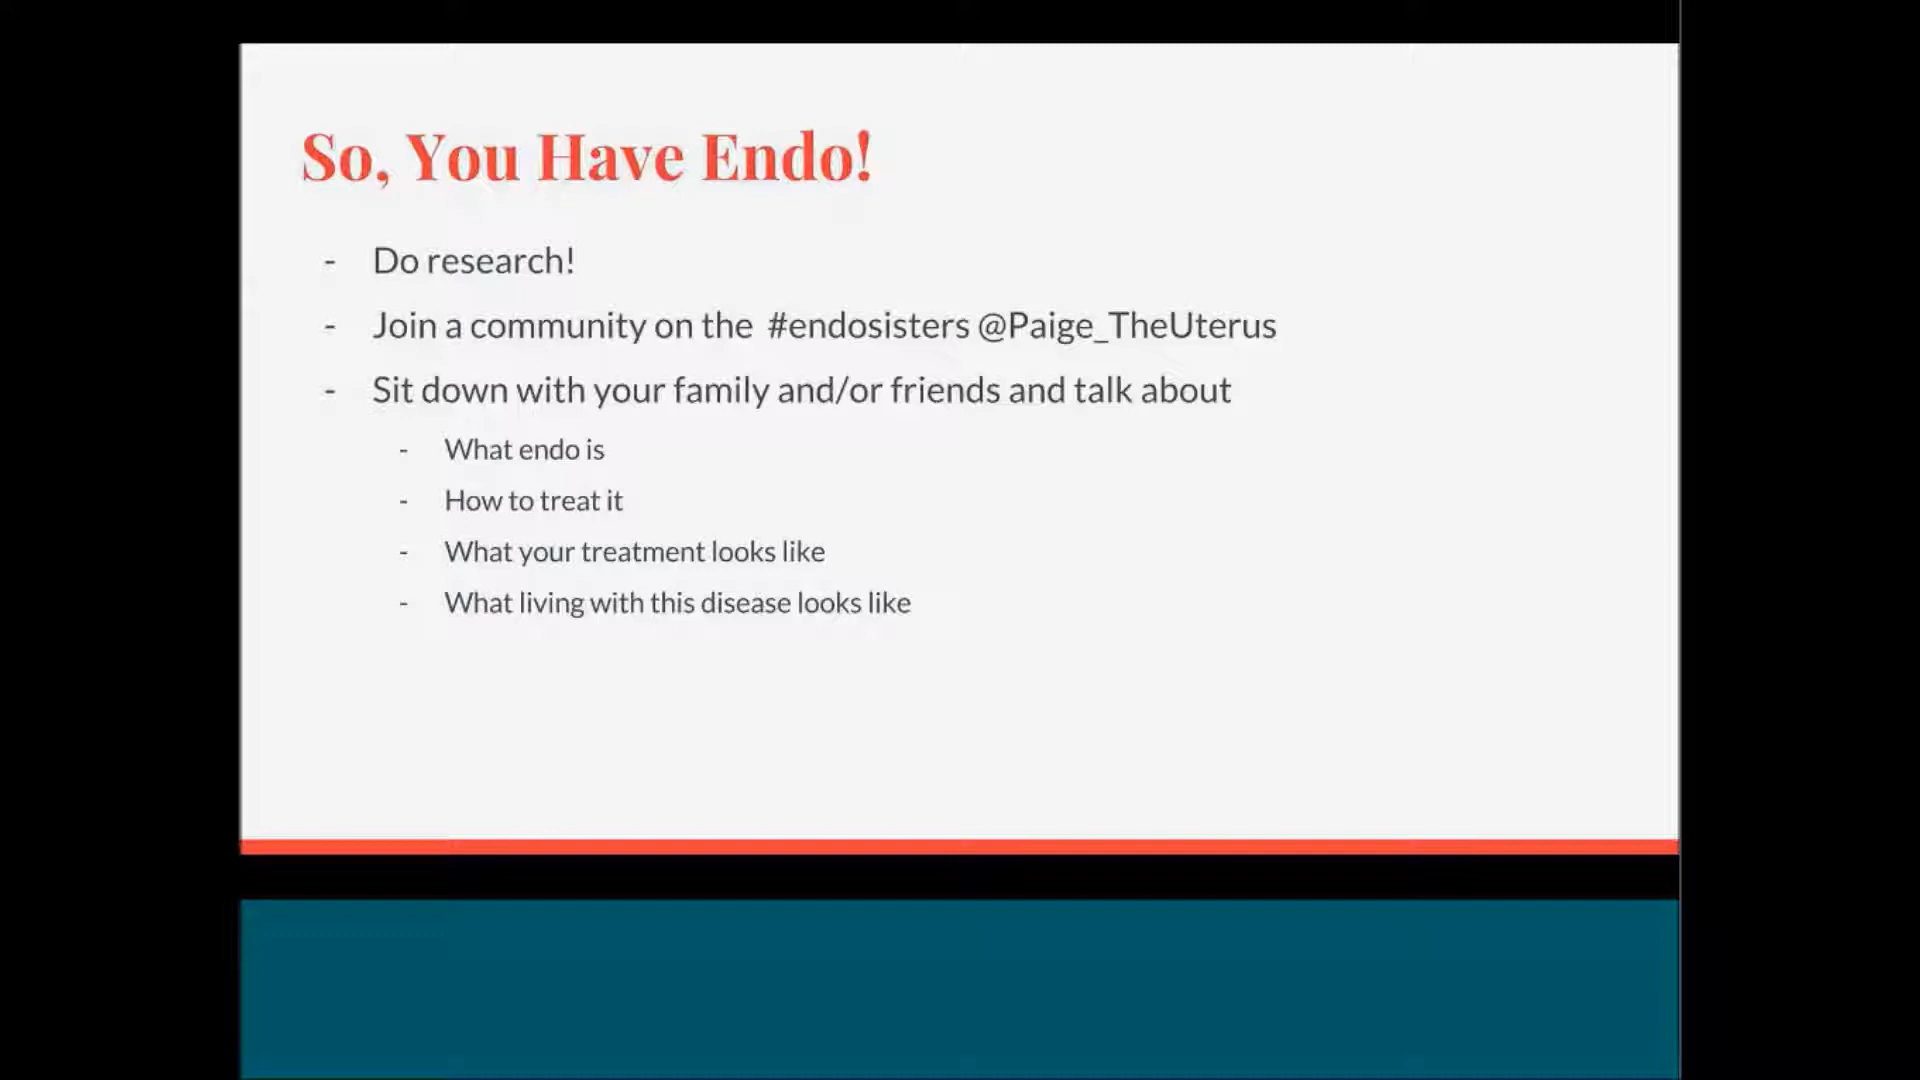 So, You Have Endo!
- Do research!
- Join a community on the #endosisters @Paige_TheUterus
- Sit down with your family and/or friends and talk about
- What endo is
- How to treat it
- What your treatment looks like
- What living with this disease looks like